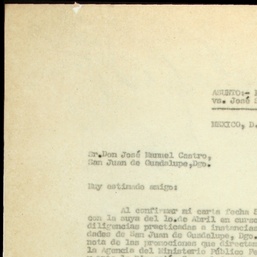 ASUNTO:-
vs. José
MEXICO, D.
Sr. Don José Manuel Castro,
San Juan de Guadalupe, Dgo.
Muy estimado amigo:
Al confirmar mi carta fecha
con la suya del 1o. de Abril en
diligencias practicadas a instancias
dades de San Juan de Guadalupe, Dgo.
nota de las promociones que
la Agencia del Ministerio Público